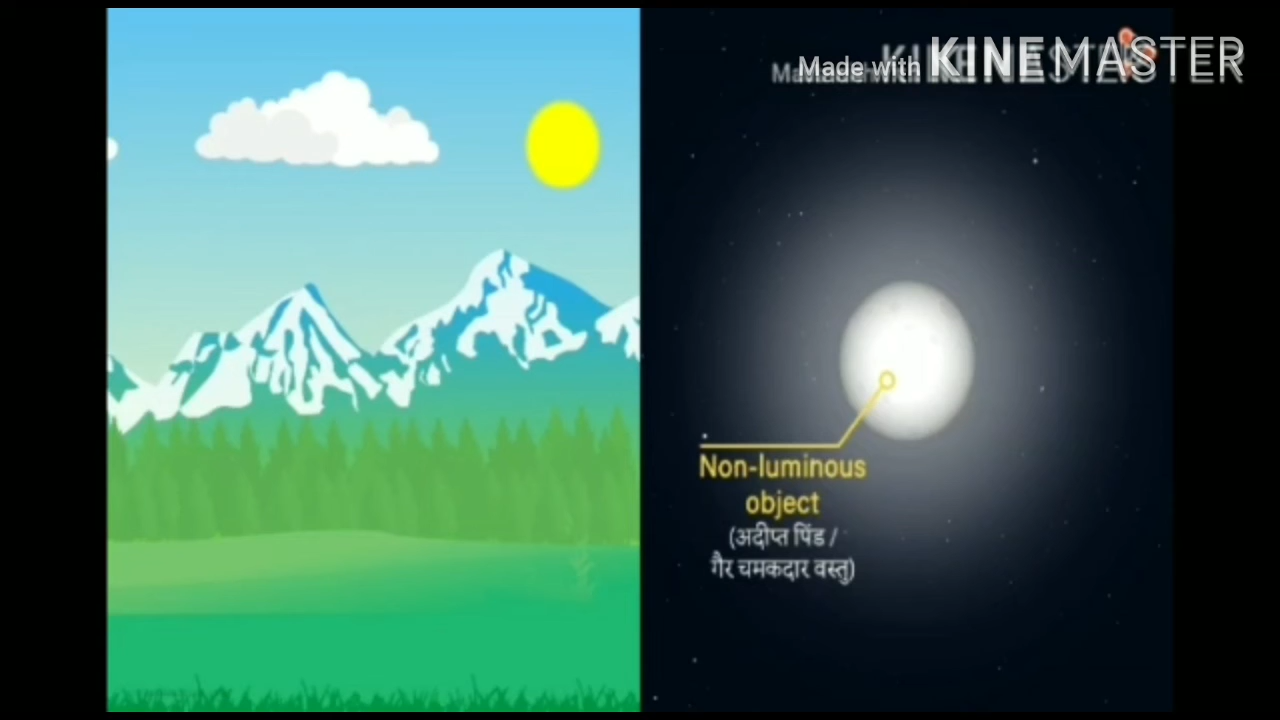 Made with KINEMASTER
Non-luminous
object
(अदीप्त पिंड /
गैर चमकदार वस्तु)